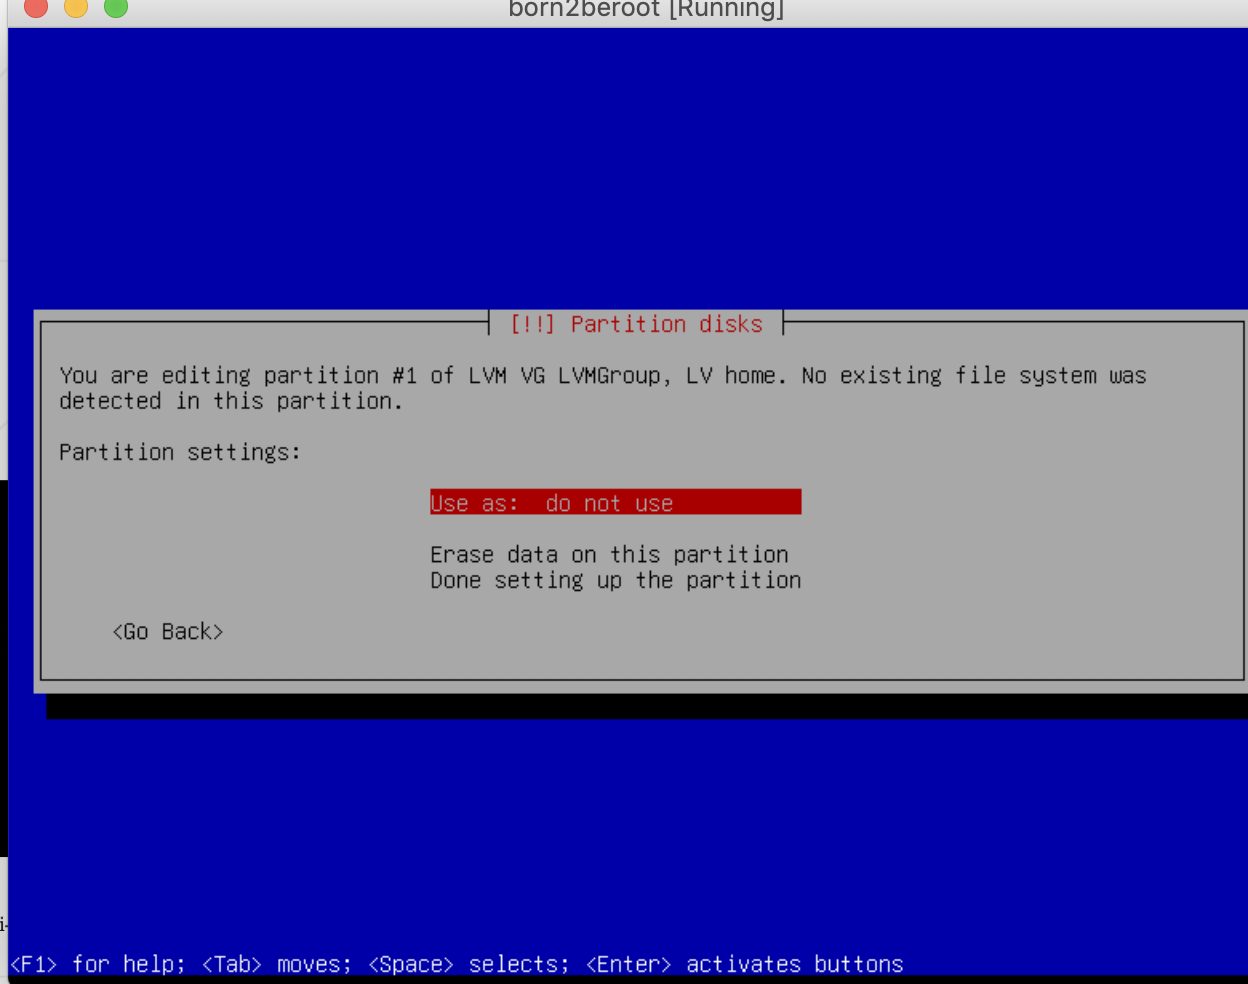 born2beroot [Running]
[!!] Partition disks
You are editing partition #1 of LVM VG LVMGroup, LV home. No existing file system was
detected in this partition.
Partition settings:
Use as: do not use
Erase data on this partition
Done setting up the partition
<Go Back>
i-
<F1> for help; <Tab> moves; <Space> selects; <Enter> activates buttons